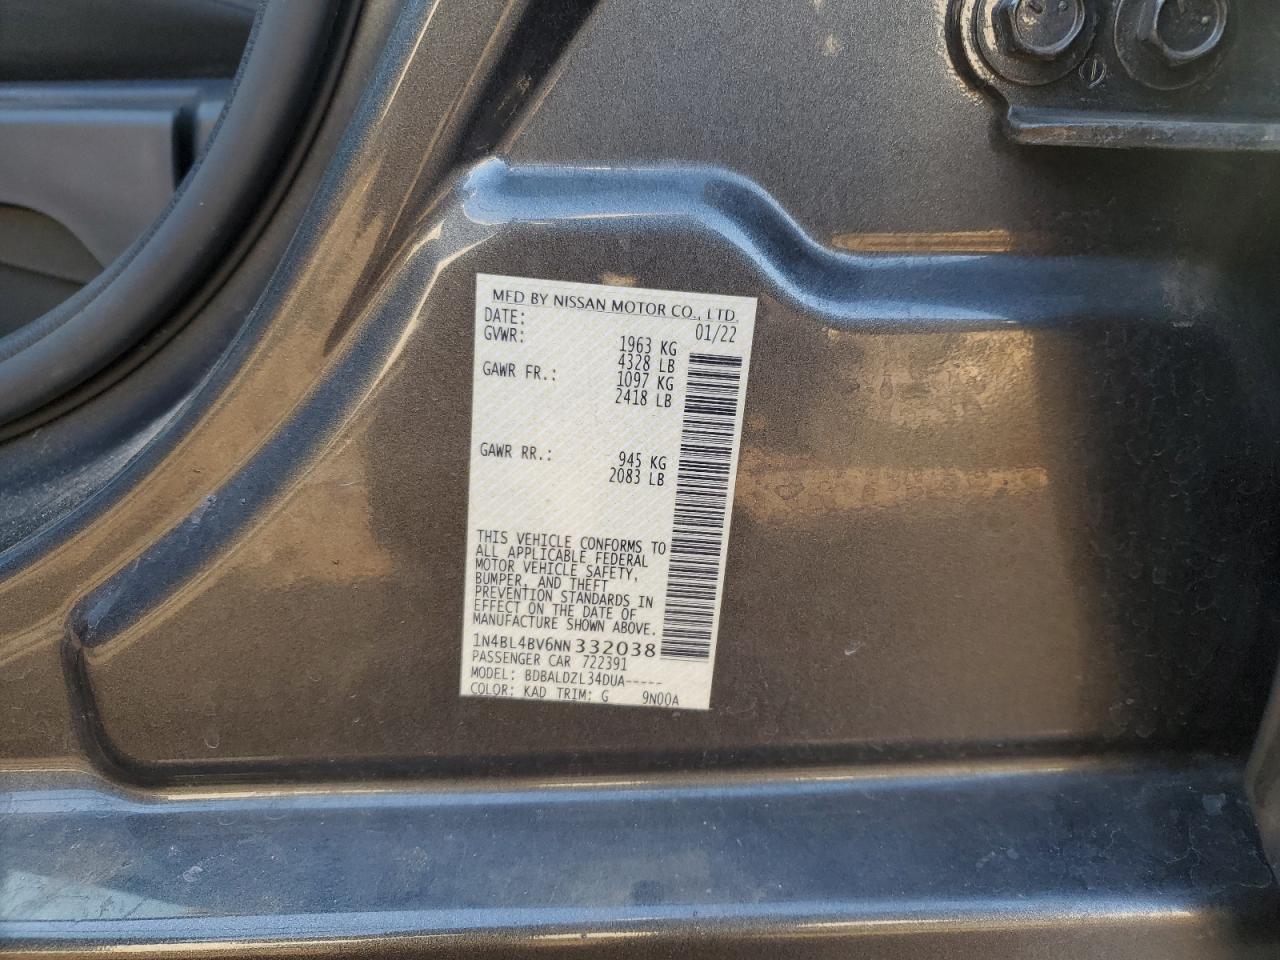 MFD BY NISSAN MOTOR CO., LTD.
DATE: 01/22
GVWR: 1963 KG
4328 LB
GAWR FR.: 1097 KG
2418 LB
GAWR RR.: 945 KG
2083 LB
THIS VEHICLE CONFORMS TO
ALL APPLICABLE FEDERAL
MOTOR VEHICLE SAFETY,
BUMPER, AND THEFT
PREVENTION STANDARDS IN
EFFECT ON THE DATE OF
MANUFACTURE SHOWN ABOVE.
1N4BL4BV6NN332038
PASSENGER CAR 722391
MODEL: BDBALDZL34DUA-----
COLOR: KAD TRIM: G 9N00A